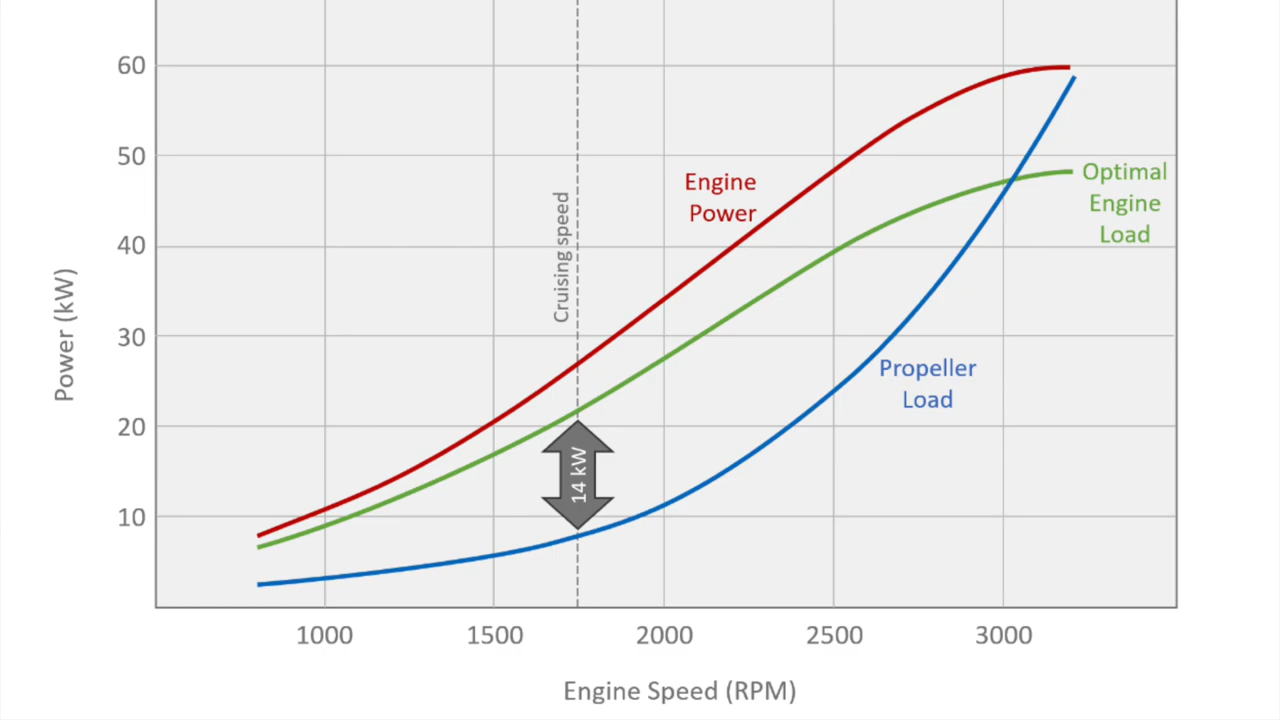 60
50
40
30
20
10
Power (kW)
Cruising speed
Engine
Power
Optimal
Engine
Load
Propeller
Load
14 kW
1000
1500
2000
2500
3000
Engine Speed (RPM)